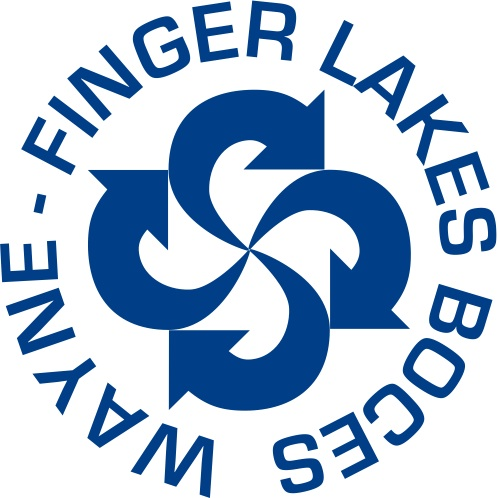 WAYNE - FINGER LAKES BOCES